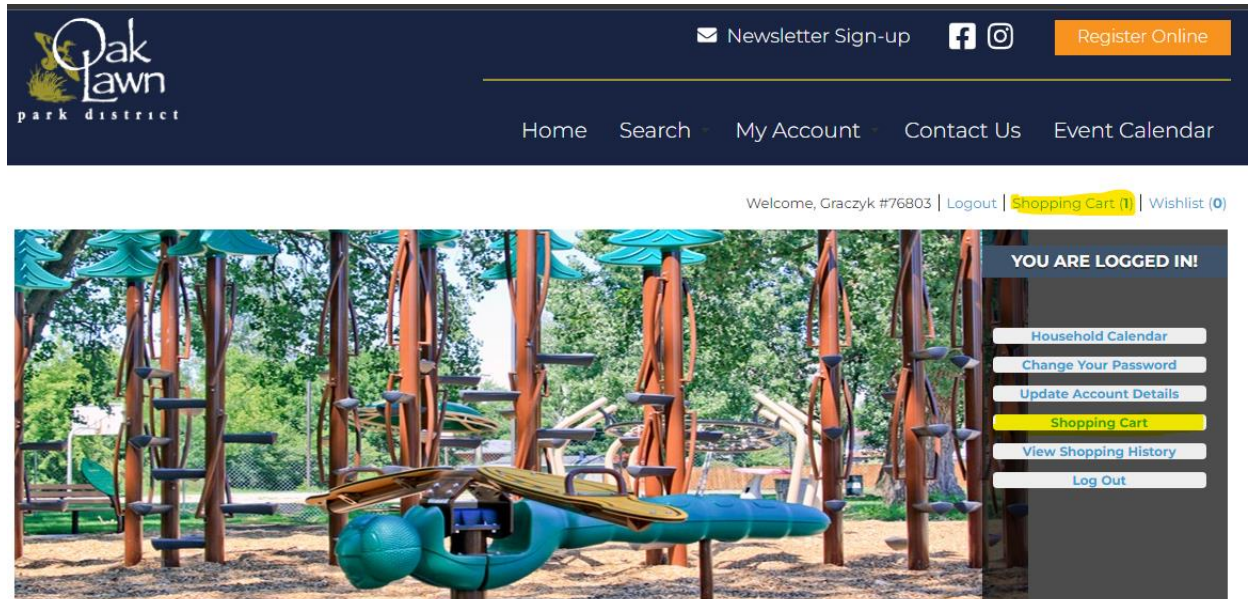 Oak
Lawn
park district
Newsletter Sign-up
Register Online
Home Search My Account Contact Us Event Calendar
Welcome, Graczyk #76803 | Logout | Shopping Cart (1) | Wishlist (0)
YOU ARE LOGGED IN!
Household Calendar
Change Your Password
Update Account Details
Shopping Cart
View Shopping History
Log Out